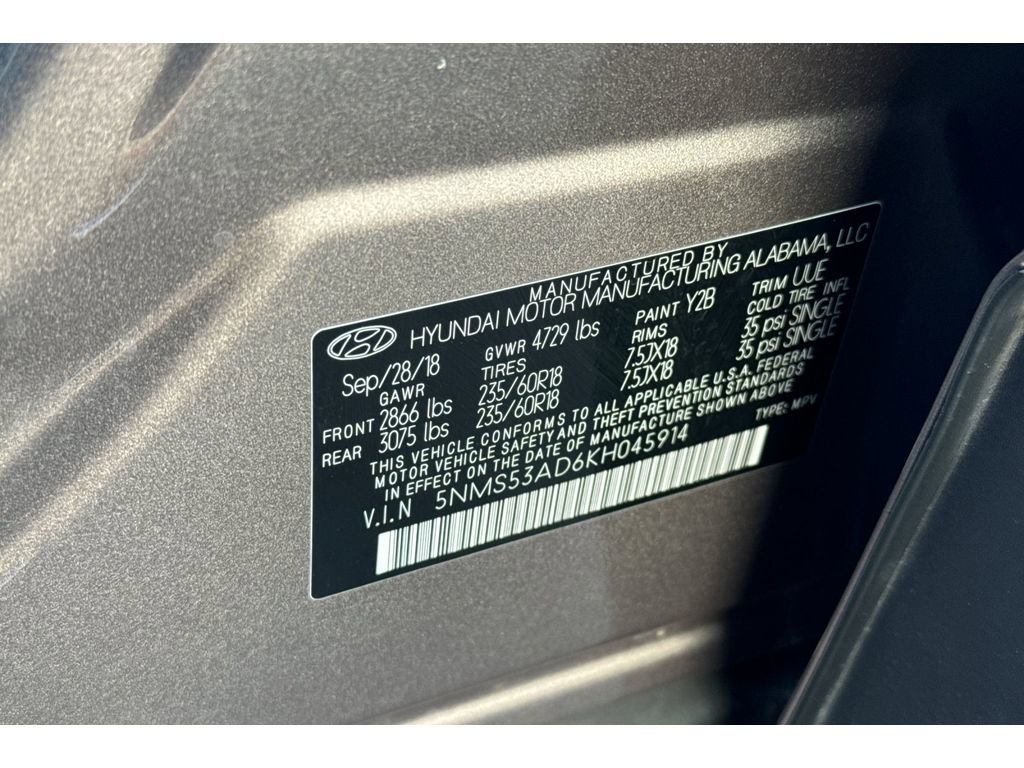 MANUFACTURED BY
HYUNDAI MOTOR MANUFACTURING ALABAMA, LLC
Sep/28/18 GVWR 4729 lbs PAINT Y2B TRIM UUE
GAWR TIRES RIMS COLD TIRE INFL
FRONT 2866 lbs 235/60R18 7.5JX18 35 psi SINGLE
REAR 3075 lbs 235/60R18 7.5JX18 35 psi SINGLE
THIS VEHICLE CONFORMS TO ALL APPLICABLE U.S.A. FEDERAL
MOTOR VEHICLE SAFETY AND THEFT PREVENTION STANDARDS
IN EFFECT ON THE DATE OF MANUFACTURE SHOWN ABOVE
V.I.N 5NMS53AD6KH045914 TYPE: MPV